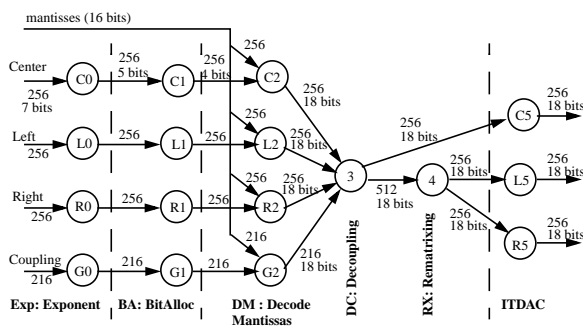 mantisses (16 bits)
Center
256
7 bits
C0
256
5 bits
C1
256
4 bits
256
C2
256
18 bits
Left
256
L0
256
L1
256
256
L2
256
18 bits
Right
256
R0
256
R1
256
256
R2
256
18 bits
Coupling
216
G0
216
G1
216
216
G2
216
18 bits
3
256
18 bits
512
18 bits
4
256
18 bits
256
18 bits
C5
256
18 bits
L5
256
18 bits
R5
256
18 bits
DC: Decoupling
RX: Rematrixing
Exp: Exponent
BA: BitAlloc
DM : Decode
Mantissas
ITDAC